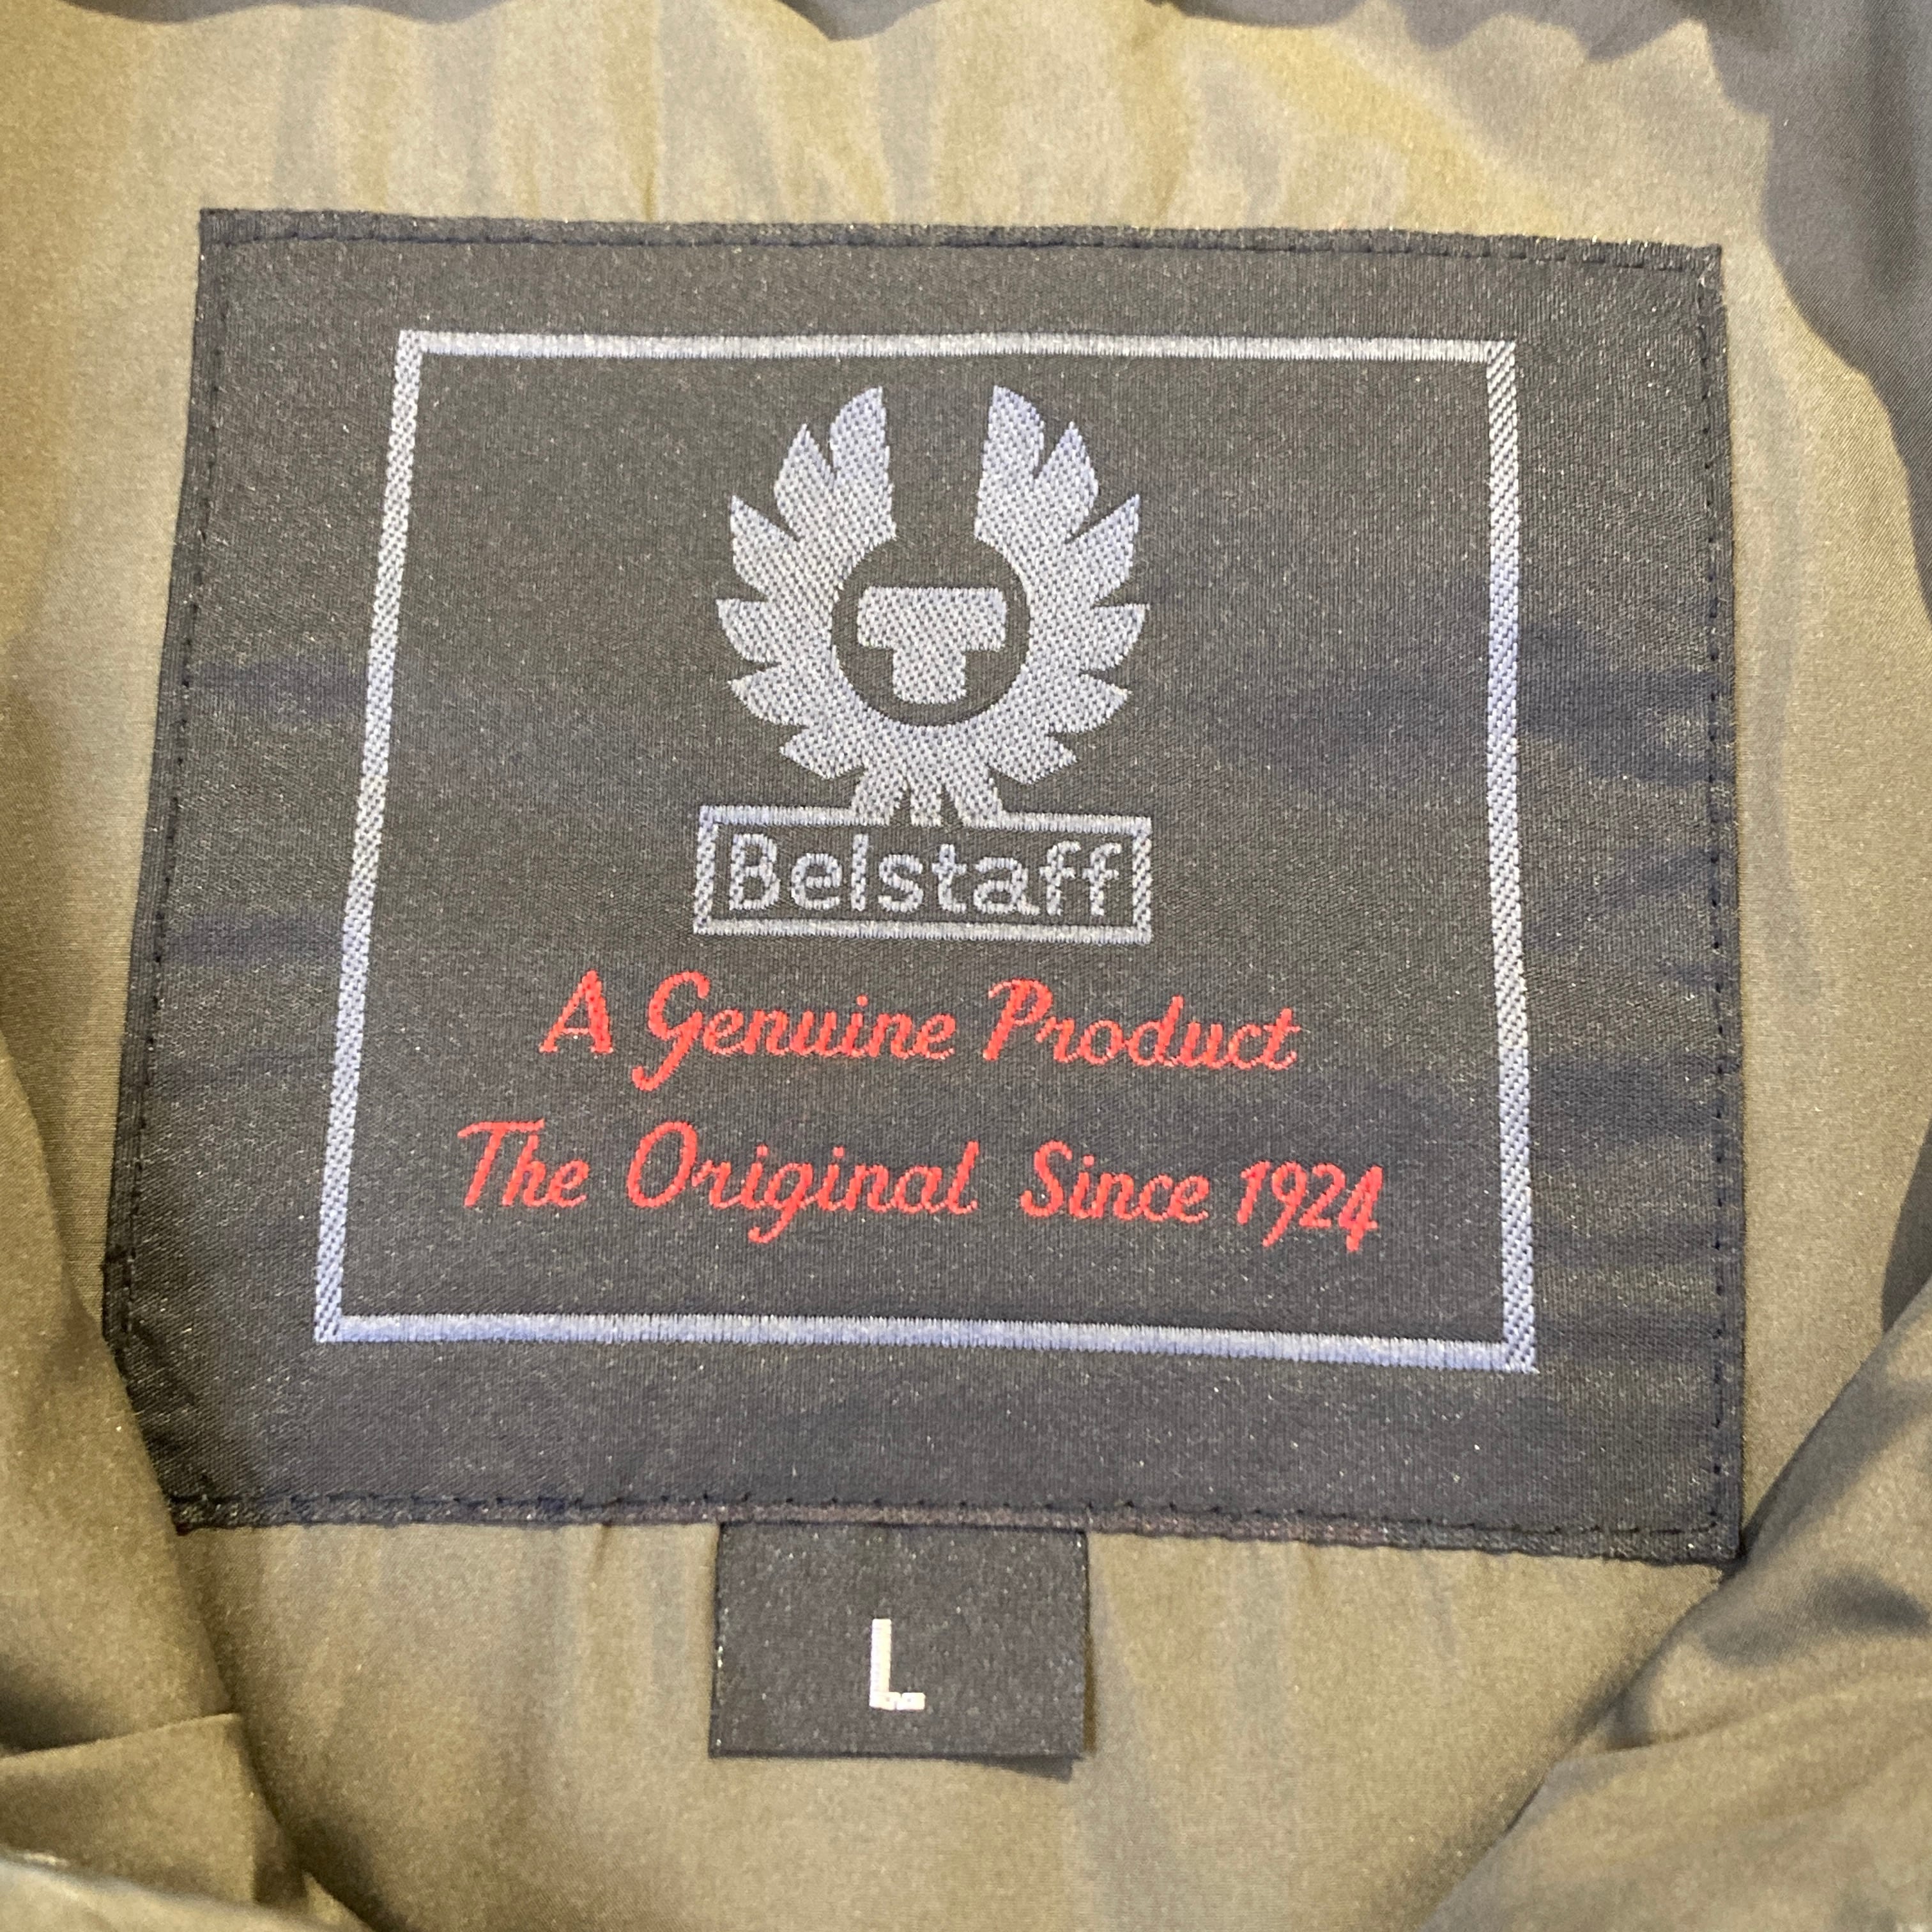 Belstaff
A Genuine Product
The Original Since 1924
L